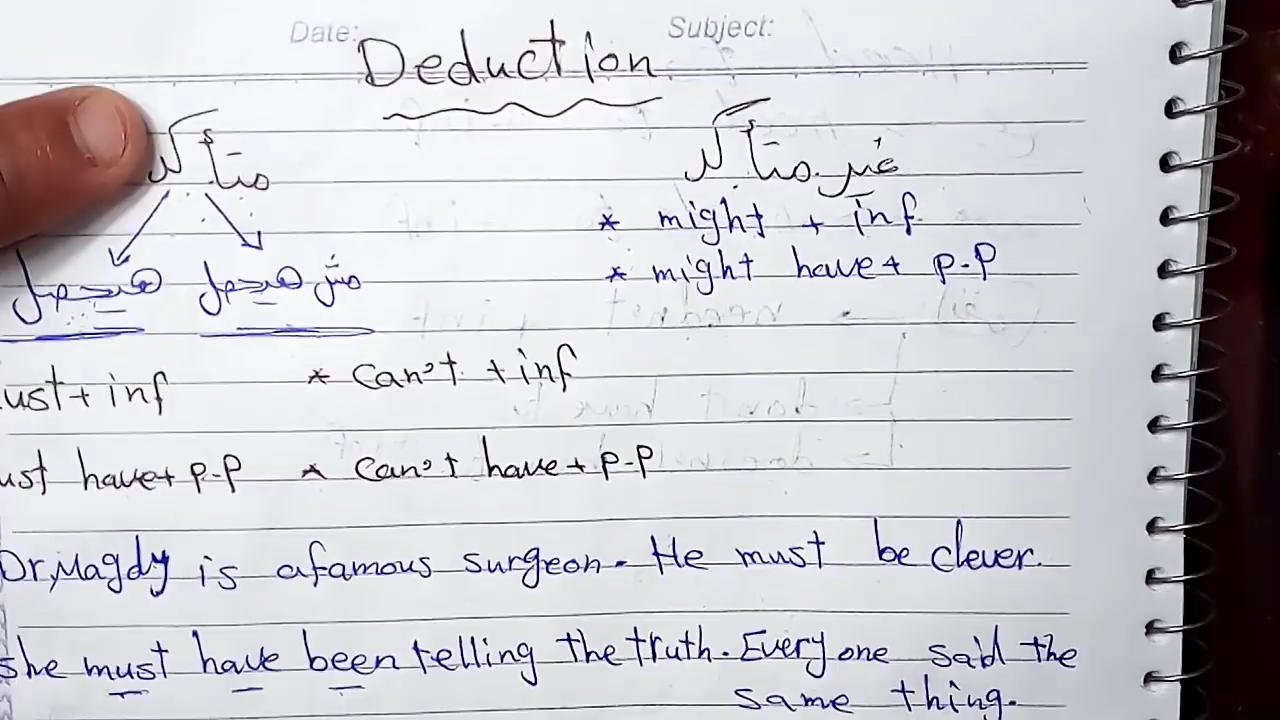 Date: Subject:
Deduction
متأكد غير متأكد
* might + inf
* might have + p.p
هيحصل مش هيحصل
ust + inf * Can't + inf
ust have + p.p * Can't have + p.p
Dr, Magdy is a famous surgeon. He must be clever.
She must have been telling the truth. Every one said the
same thing.